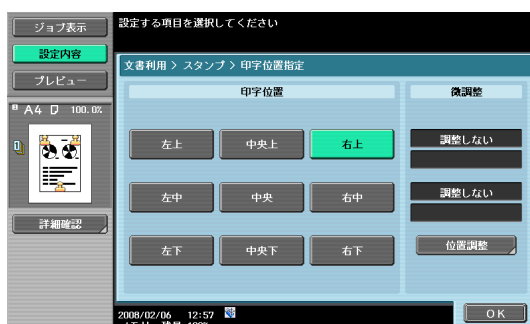 ジョブ表示
設定する項目を選択してください
設定内容
プレビュー
文書利用 > スタンプ > 印字位置指定
印字位置
微調整
A4 100.0%
左上
中央上
右上
調整しない
左中
中央
右中
調整しない
詳細確認
左下
中央下
右下
位置調整
2008/02/06 12:57
OK